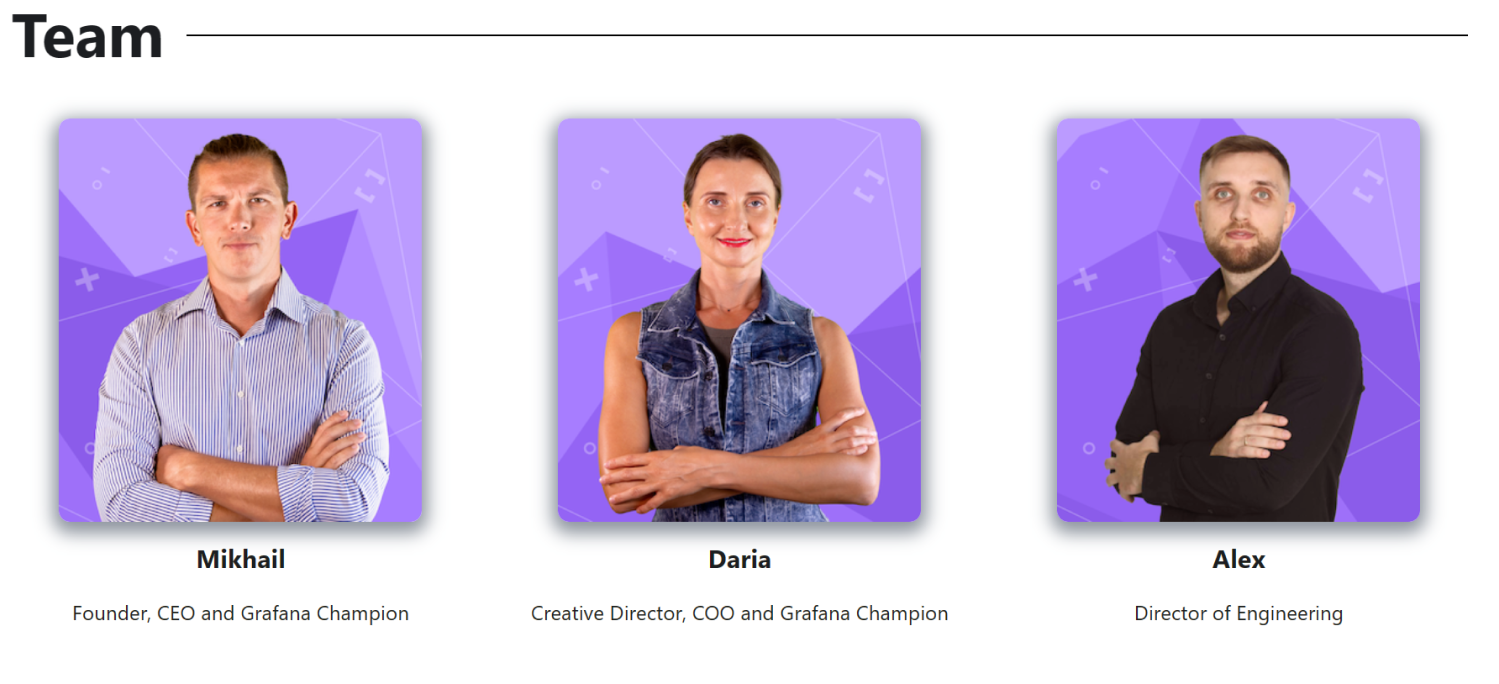 Team
Mikhail
Daria
Alex
Founder, CEO and Grafana Champion
Creative Director, COO and Grafana Champion
Director of Engineering